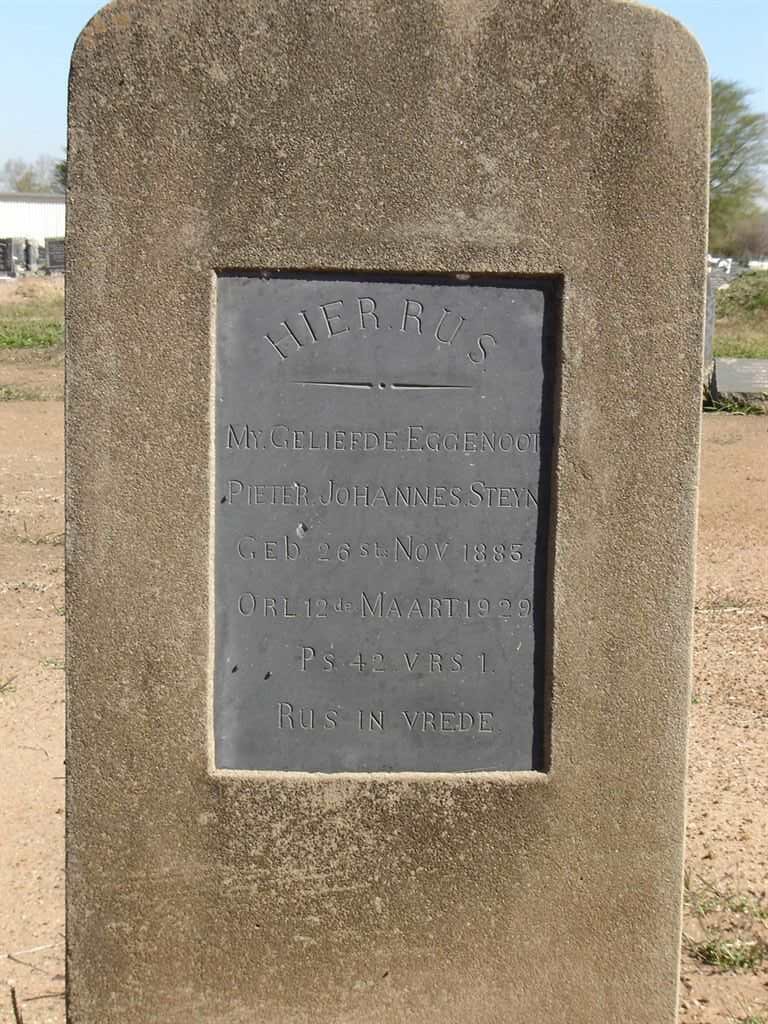 HIER. RUS.
MY. GELIEFDE. EGGENOOT
PIETER. JOHANNES. STEYN
GEB. 26 st: NOV 1885.
ORL 12 de MAART 1929
PS 42 VRS 1.
RUS IN VREDE.